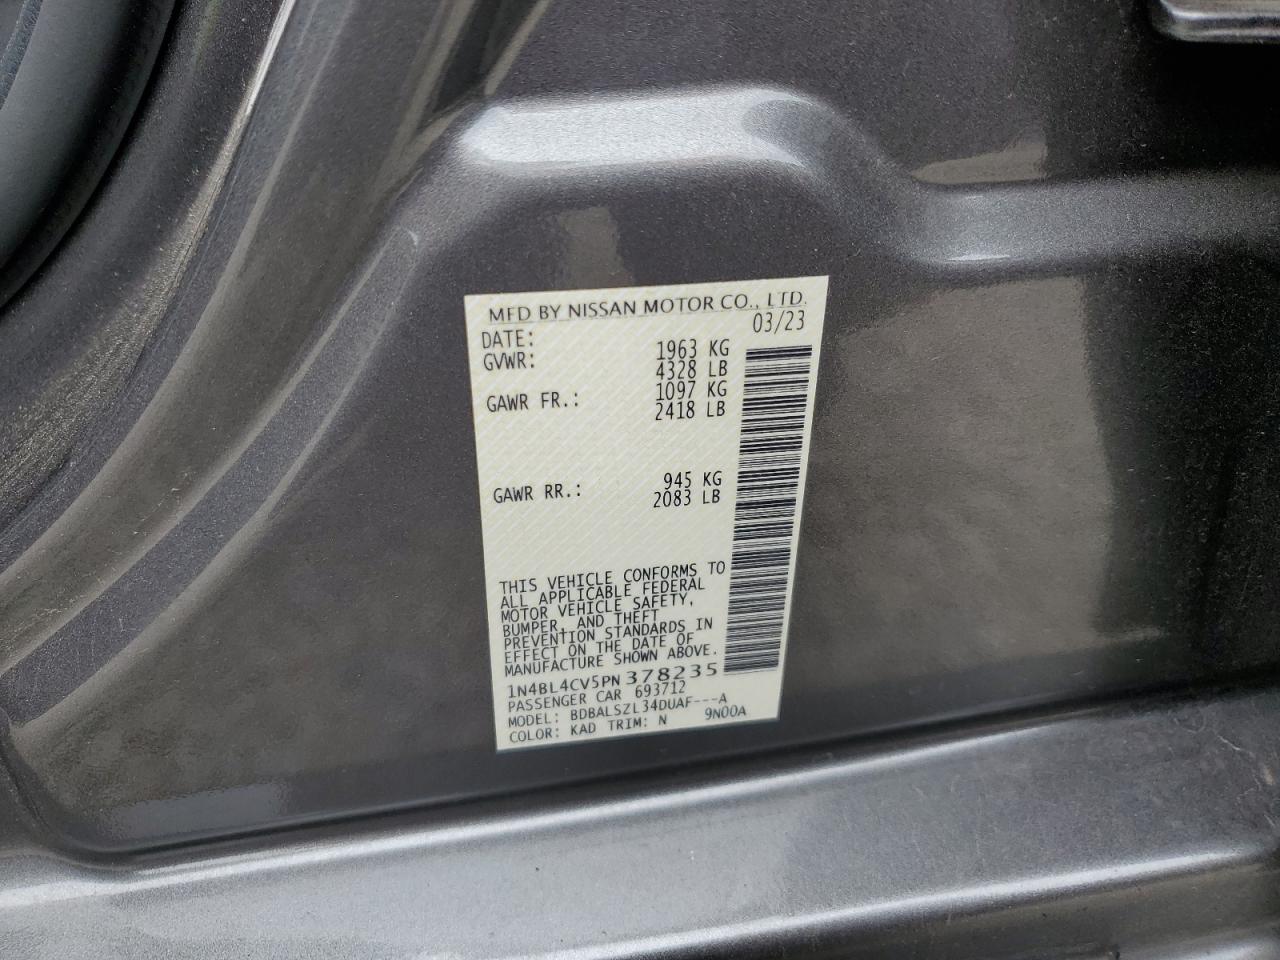 MFD BY NISSAN MOTOR CO., LTD.
DATE: 03/23
GVWR: 1963 KG
4328 LB
GAWR FR.: 1097 KG
2418 LB
GAWR RR.: 945 KG
2083 LB
THIS VEHICLE CONFORMS TO
ALL APPLICABLE FEDERAL
MOTOR VEHICLE SAFETY,
BUMPER, AND THEFT
PREVENTION STANDARDS IN
EFFECT ON THE DATE OF
MANUFACTURE SHOWN ABOVE.
1N4BL4CV5PN378235
PASSENGER CAR 693712
MODEL: BDBALSZL34DUAF---A
COLOR: KAD TRIM: N 9N00A